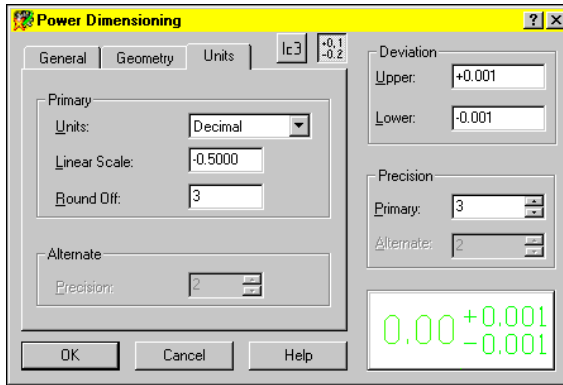 Power Dimensioning
General Geometry Units
+0,1
-0.2
Primary
Units: Decimal
Linear Scale: -0.5000
Round Off: 3
Alternate
Precision: 2
OK Cancel Help
Deviation
Upper: +0.001
Lower: -0.001
Precision
Primary: 3
Alternate: 2
0.00 +0.001
-0.001